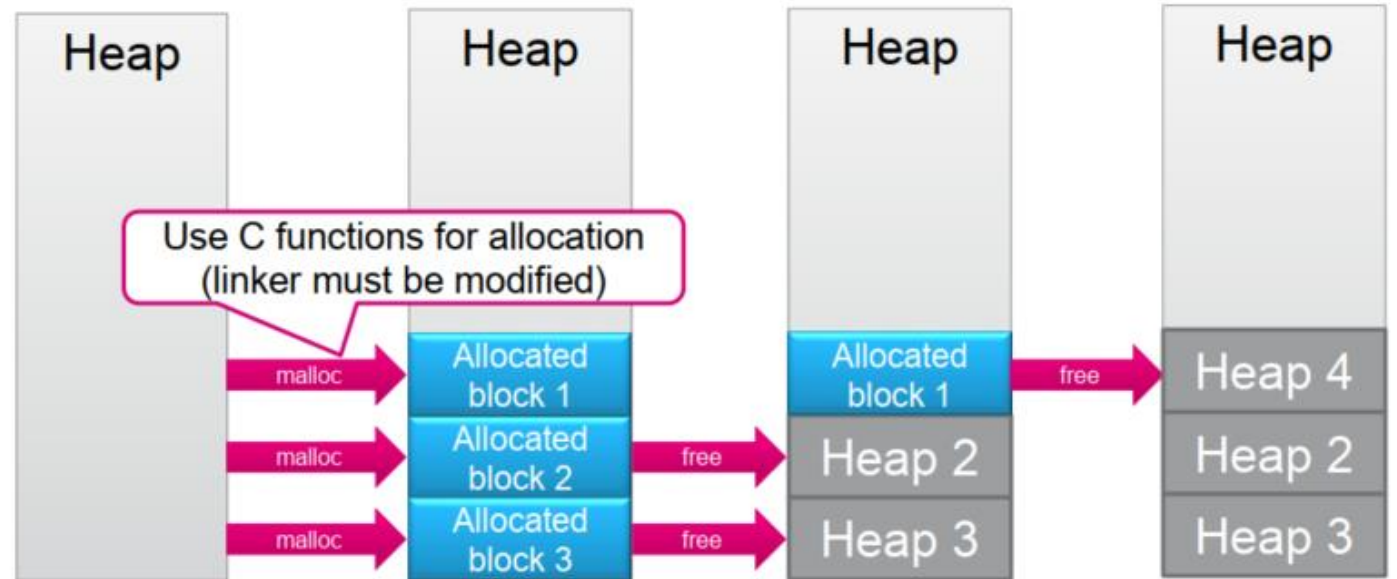 Heap
Heap
Heap
Heap
Use C functions for allocation
(linker must be modified)
malloc
Allocated
block 1
Allocated
block 1
free
Heap 4
malloc
Allocated
block 2
free
Heap 2
Heap 2
malloc
Allocated
block 3
free
Heap 3
Heap 3